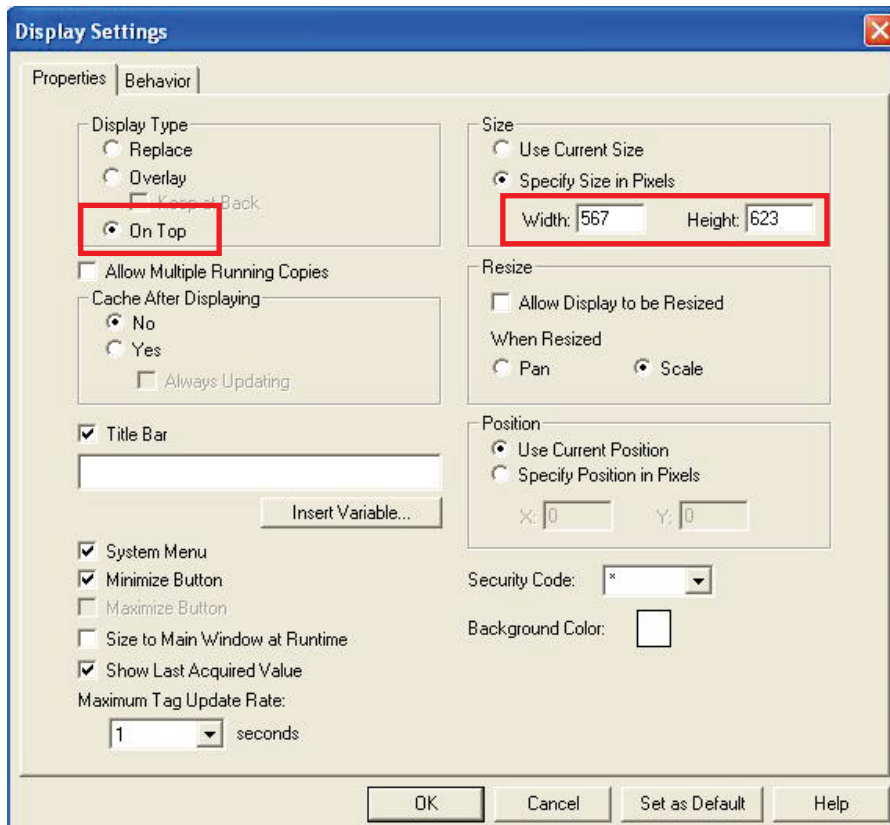 Display Settings
Properties
Behavior
Display Type
Replace
Overlay
Keep at Back
On Top
Allow Multiple Running Copies
Cache After Displaying
No
Yes
Always Updating
Title Bar
Insert Variable...
System Menu
Minimize Button
Maximize Button
Size to Main Window at Runtime
Show Last Acquired Value
Maximum Tag Update Rate:
1 seconds
Size
Use Current Size
Specify Size in Pixels
Width: 567 Height: 623
Resize
Allow Display to be Resized
When Resized
Pan Scale
Position
Use Current Position
Specify Position in Pixels
X: 0 Y: 0
Security Code: *
Background Color:
OK Cancel Set as Default Help